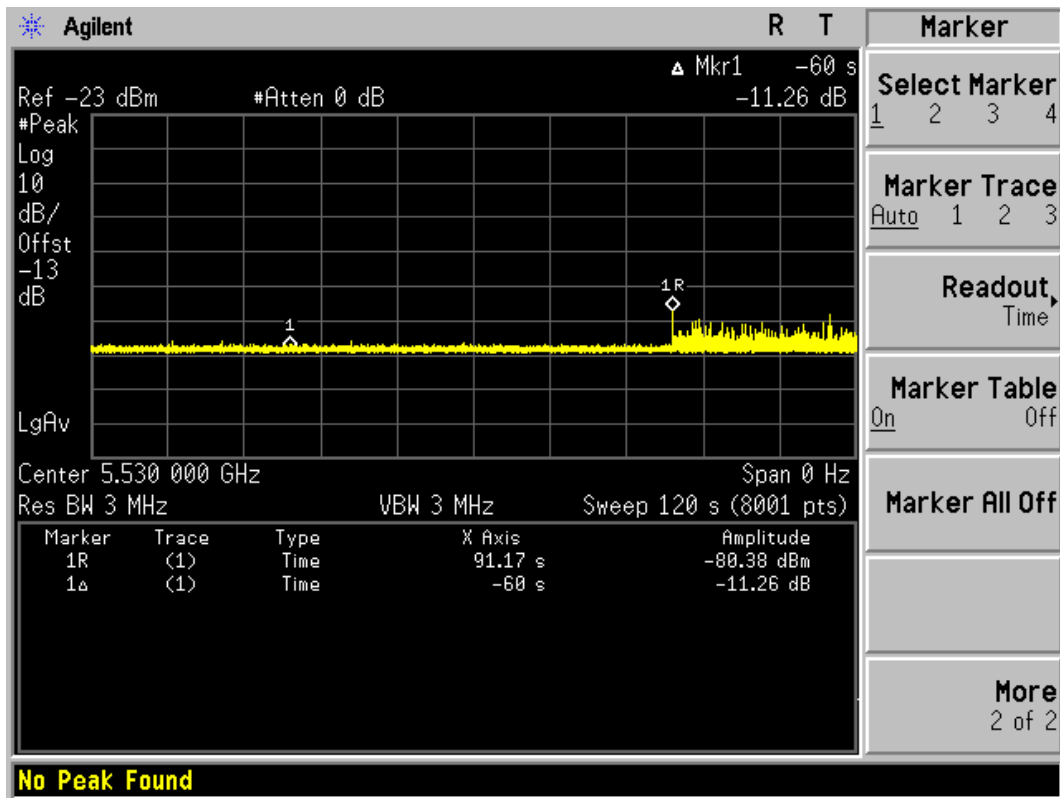 Agilent R T
Marker
Δ Mkr1 −60 s
Ref −23 dBm #Atten 0 dB −11.26 dB
#Peak
Log
10
dB/
Offst
−13
dB
1R
1
LgAv
Center 5.530 000 GHz Span 0 Hz
Res BW 3 MHz VBW 3 MHz Sweep 120 s (8001 pts)
Marker Trace Type X Axis Amplitude
1R (1) Time 91.17 s −80.38 dBm
1Δ (1) Time −60 s −11.26 dB
Select Marker
1 2 3 4
Marker Trace
Auto 1 2 3
Readout
Time
Marker Table
On Off
Marker All Off
More
2 of 2
No Peak Found